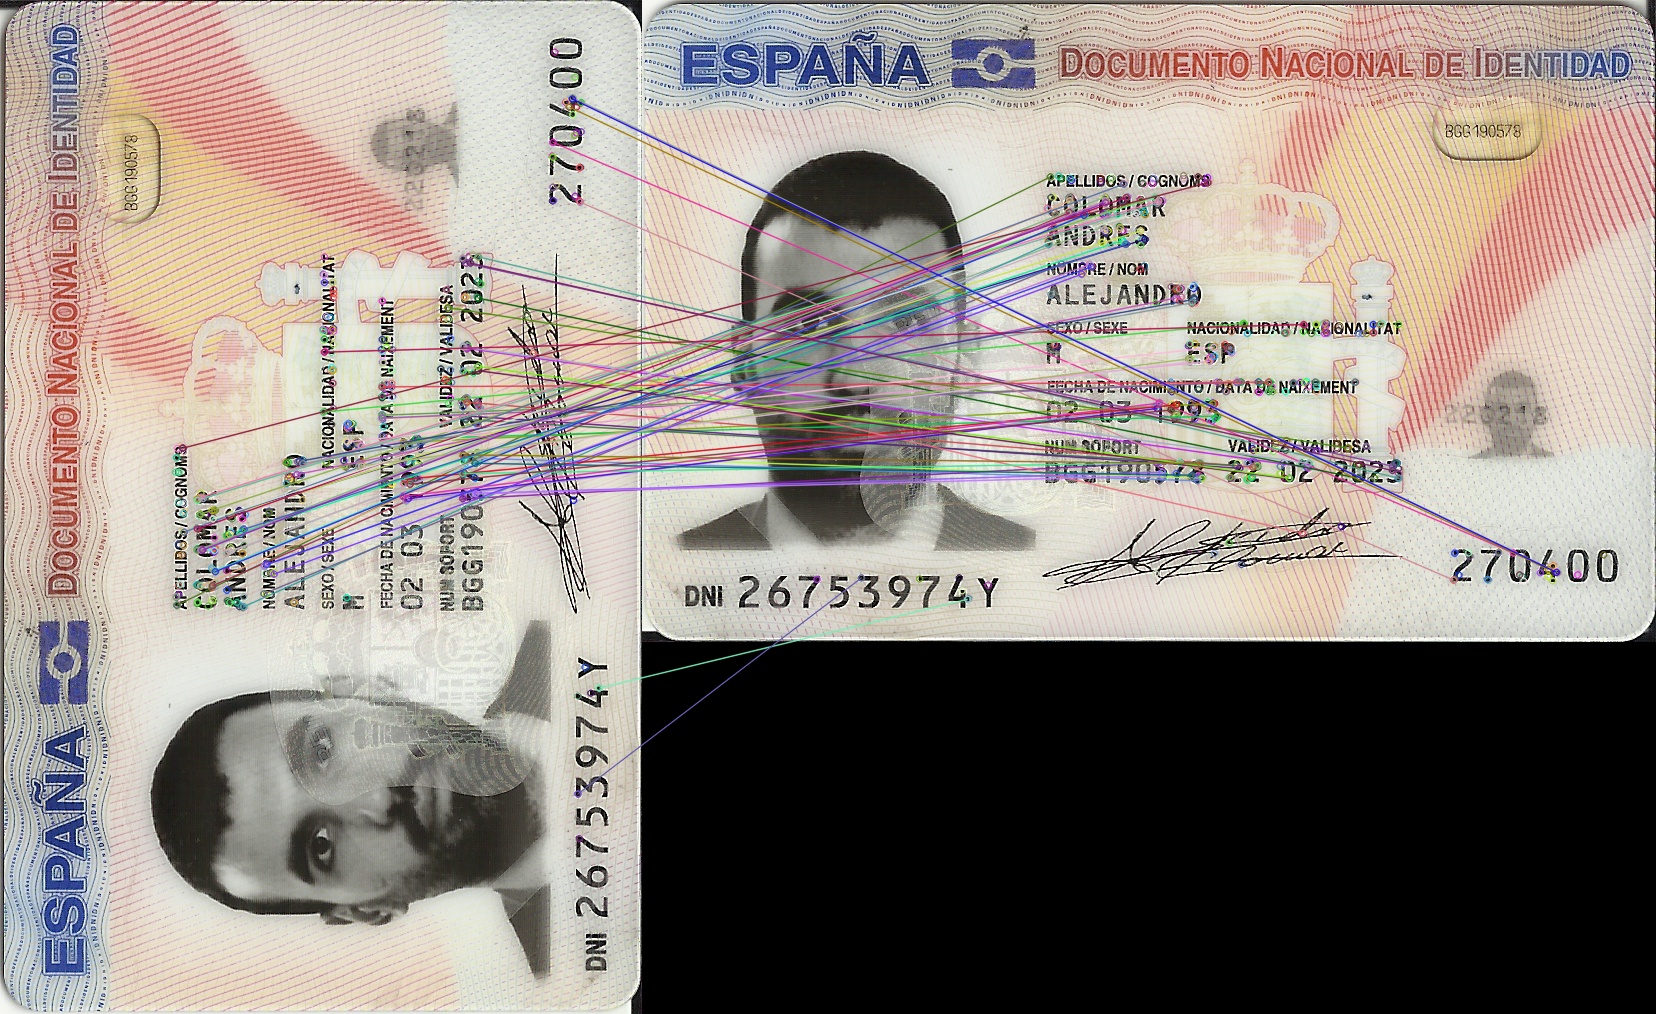 ESPAÑA DOCUMENTO NACIONAL DE IDENTIDAD
BGG190578
APELLIDOS / COGNOMS
COLOMAR
ANDRES
NOMBRE / NOM
ALEJANDRO
SEXO / SEXE NACIONALIDAD / NACIONALITAT
M ESP
FECHA DE NACIMIENTO / DATA DE NAIXEMENT
02 03 1993
NUM SOPORT VALIDEZ / VALIDESA
BGG190578 22 02 2023
270400
DNI 26753974Y
ESPAÑA DOCUMENTO NACIONAL DE IDENTIDAD
BGG190578
APELLIDOS / COGNOMS
COLOMAR
ANDRES
NOMBRE / NOM
ALEJANDRO
SEXO / SEXE NACIONALIDAD / NACIONALITAT
M ESP
FECHA DE NACIMIENTO / DATA DE NAIXEMENT
02 03 1993
NUM SOPORT VALIDEZ / VALIDESA
BGG190578 22 02 2023
270400
DNI 26753974Y